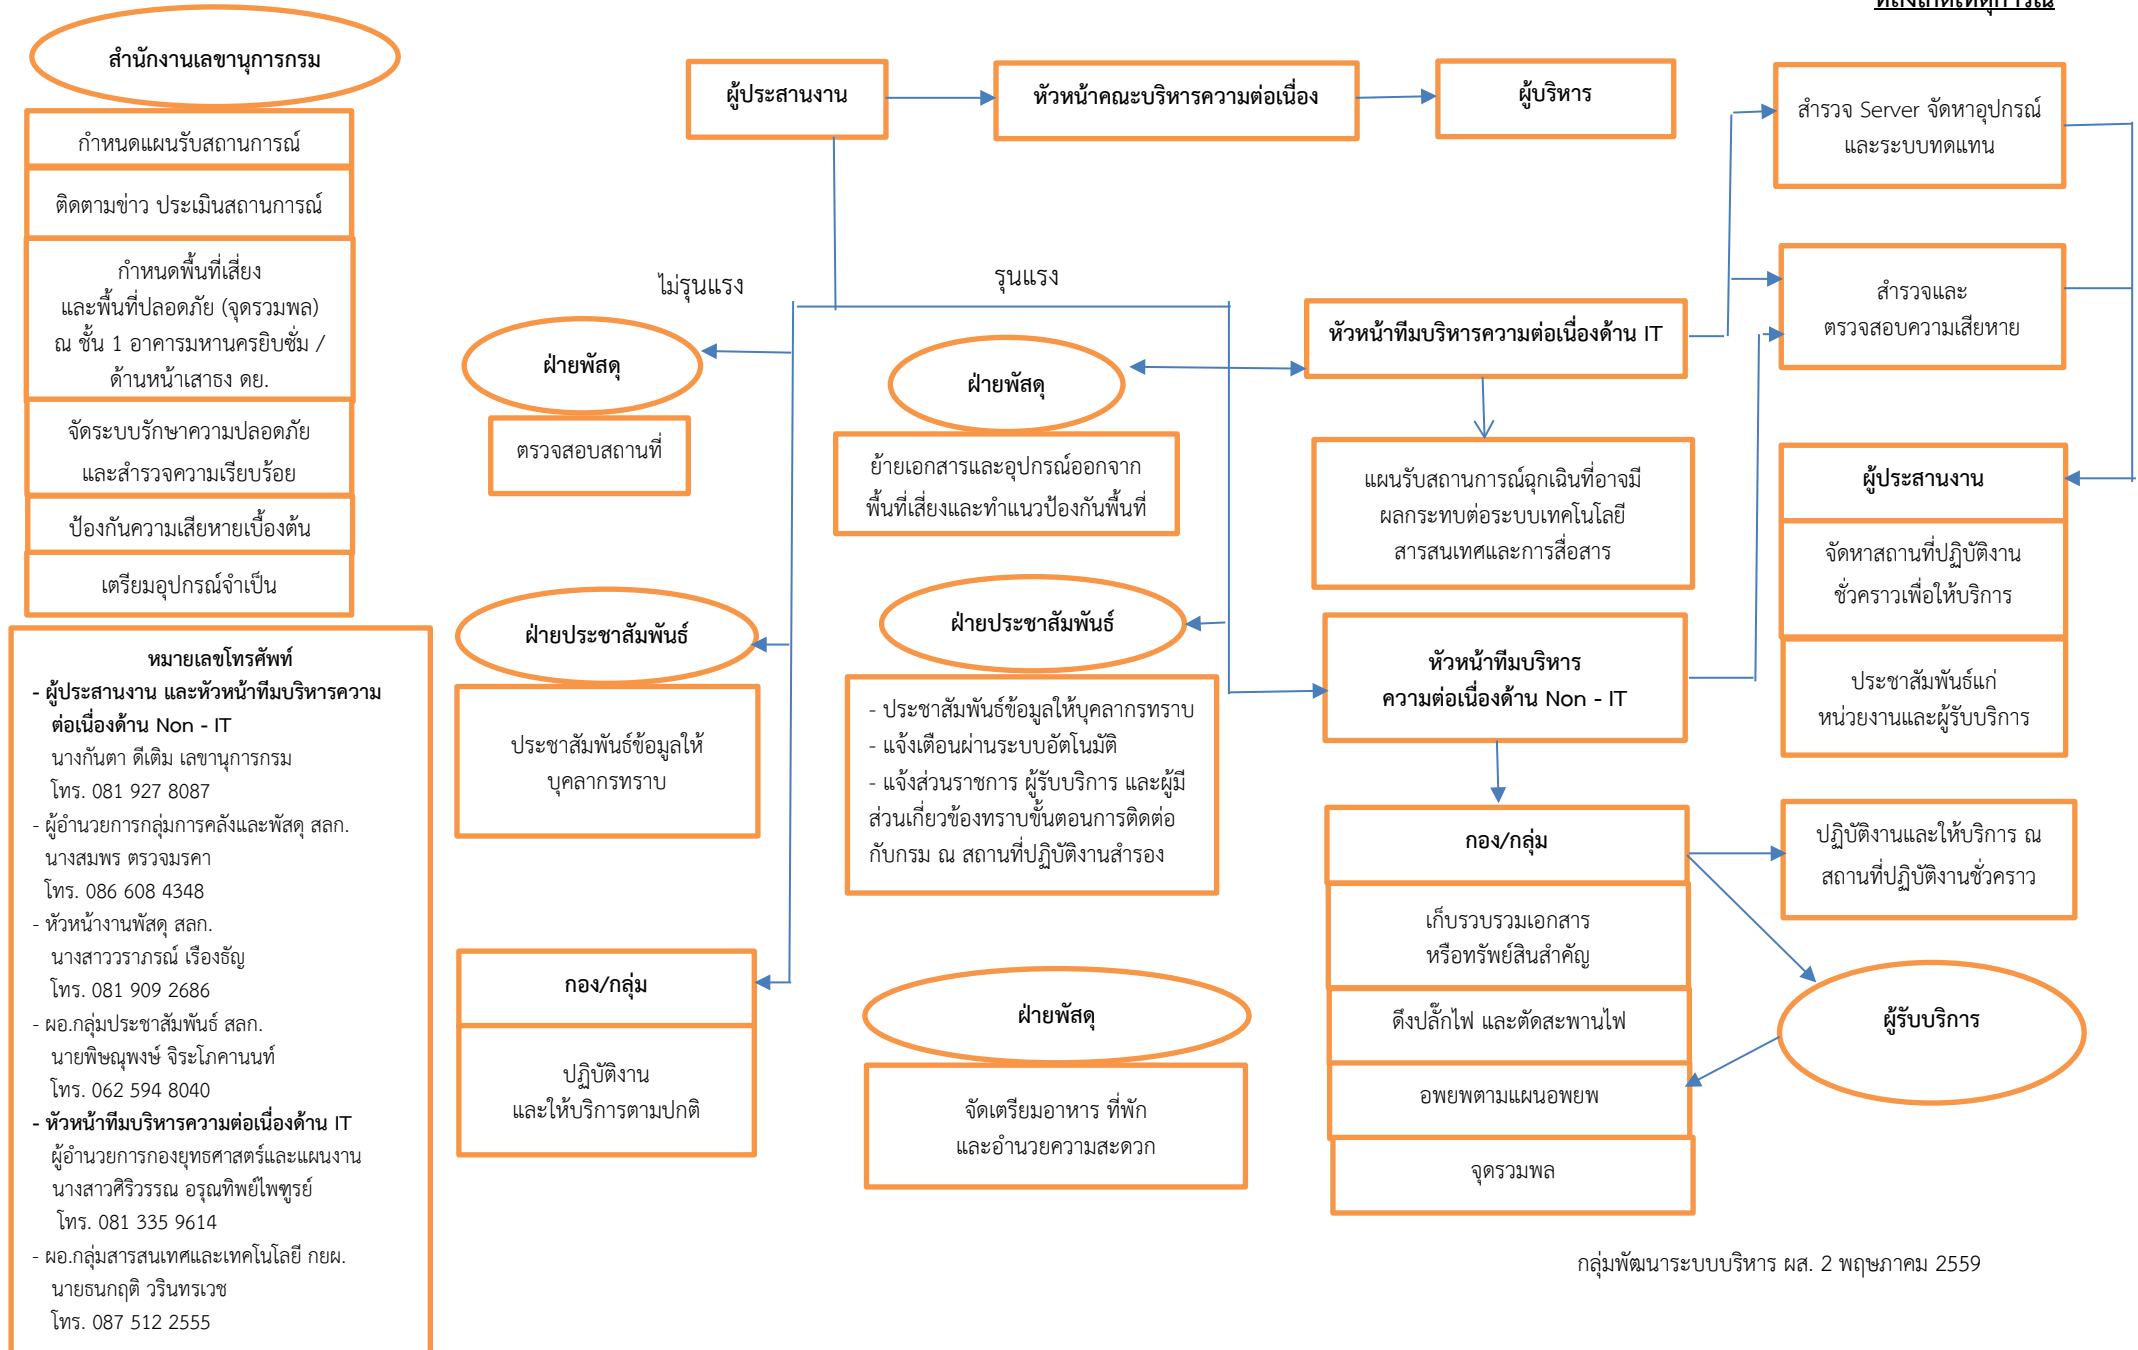 หลังเกิดเหตุการณ์
สำนักงานเลขานุการกรม
กำหนดแผนรับสถานการณ์
ติดตามข่าว ประเมินสถานการณ์
กำหนดพื้นที่เสี่ยง
และพื้นที่ปลอดภัย (จุดรวมพล)
ณ ชั้น 1 อาคารมหานครยิบซั่ม /
ด้านหน้าเสาธง ดย.
จัดระบบรักษาความปลอดภัย
และสำรวจความเรียบร้อย
ป้องกันความเสียหายเบื้องต้น
เตรียมอุปกรณ์จำเป็น
หมายเลขโทรศัพท์
- ผู้ประสานงาน และหัวหน้าทีมบริหารความ
ต่อเนื่องด้าน Non - IT
นางกันตา ดีเติม เลขานุการกรม
โทร. 081 927 8087
- ผู้อำนวยการกลุ่มการคลังและพัสดุ สลก.
นางสมพร ตรวจมรคา
โทร. 086 608 4348
- หัวหน้างานพัสดุ สลก.
นางสาววราภรณ์ เรืองธัญ
โทร. 081 909 2686
- ผอ.กลุ่มประชาสัมพันธ์ สลก.
นายพิษณุพงษ์ จิระโภคานนท์
โทร. 062 594 8040
- หัวหน้าทีมบริหารความต่อเนื่องด้าน IT
ผู้อำนวยการกองยุทธศาสตร์และแผนงาน
นางสาวศิริวรรณ อรุณทิพย์ไพฑูรย์
โทร. 081 335 9614
- ผอ.กลุ่มสารสนเทศและเทคโนโลยี กยผ.
นายธนกฤติ วรินทรเวช
โทร. 087 512 2555
ผู้ประสานงาน
หัวหน้าคณะบริหารความต่อเนื่อง
ผู้บริหาร
ไม่รุนแรง
รุนแรง
ฝ่ายพัสดุ
ตรวจสอบสถานที่
ฝ่ายประชาสัมพันธ์
ประชาสัมพันธ์ข้อมูลให้
บุคลากรทราบ
กอง/กลุ่ม
ปฏิบัติงาน
และให้บริการตามปกติ
ฝ่ายพัสดุ
ย้ายเอกสารและอุปกรณ์ออกจาก
พื้นที่เสี่ยงและทำแนวป้องกันพื้นที่
ฝ่ายประชาสัมพันธ์
- ประชาสัมพันธ์ข้อมูลให้บุคลากรทราบ
- แจ้งเตือนผ่านระบบอัตโนมัติ
- แจ้งส่วนราชการ ผู้รับบริการ และผู้มี
ส่วนเกี่ยวข้องทราบขั้นตอนการติดต่อ
กับกรม ณ สถานที่ปฏิบัติงานสำรอง
ฝ่ายพัสดุ
จัดเตรียมอาหาร ที่พัก
และอำนวยความสะดวก
หัวหน้าทีมบริหารความต่อเนื่องด้าน IT
แผนรับสถานการณ์ฉุกเฉินที่อาจมี
ผลกระทบต่อระบบเทคโนโลยี
สารสนเทศและการสื่อสาร
หัวหน้าทีมบริหาร
ความต่อเนื่องด้าน Non - IT
กอง/กลุ่ม
เก็บรวบรวมเอกสาร
หรือทรัพย์สินสำคัญ
ดึงปลั๊กไฟ และตัดสะพานไฟ
อพยพตามแผนอพยพ
จุดรวมพล
สำรวจ Server จัดหาอุปกรณ์
และระบบทดแทน
สำรวจและ
ตรวจสอบความเสียหาย
ผู้ประสานงาน
จัดหาสถานที่ปฏิบัติงาน
ชั่วคราวเพื่อให้บริการ
ประชาสัมพันธ์แก่
หน่วยงานและผู้รับบริการ
ปฏิบัติงานและให้บริการ ณ
สถานที่ปฏิบัติงานชั่วคราว
ผู้รับบริการ
กลุ่มพัฒนาระบบบริหาร ผส. 2 พฤษภาคม 2559